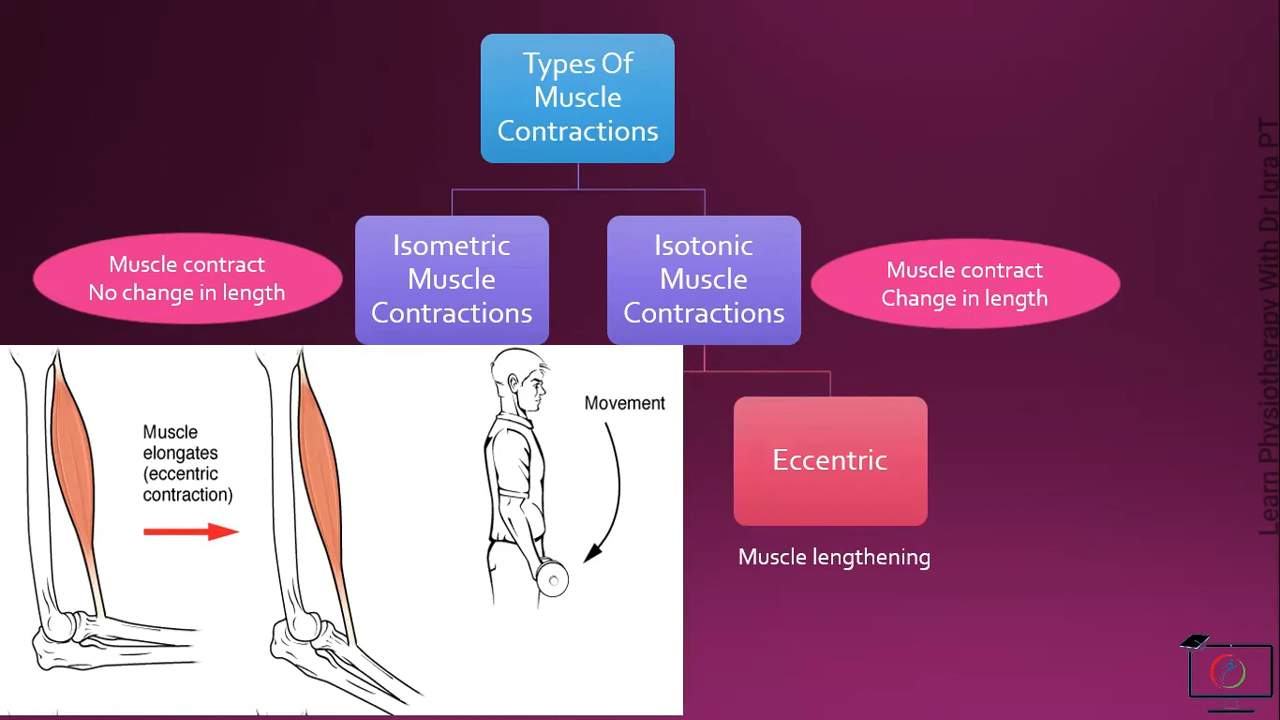 Types Of
Muscle
Contractions
Isometric
Muscle
Contractions
Isotonic
Muscle
Contractions
Muscle contract
No change in length
Muscle contract
Change in length
Muscle
elongates
(eccentric
contraction)
Movement
Eccentric
Muscle lengthening
Learn Physiotherapy With Dr Iqra PT